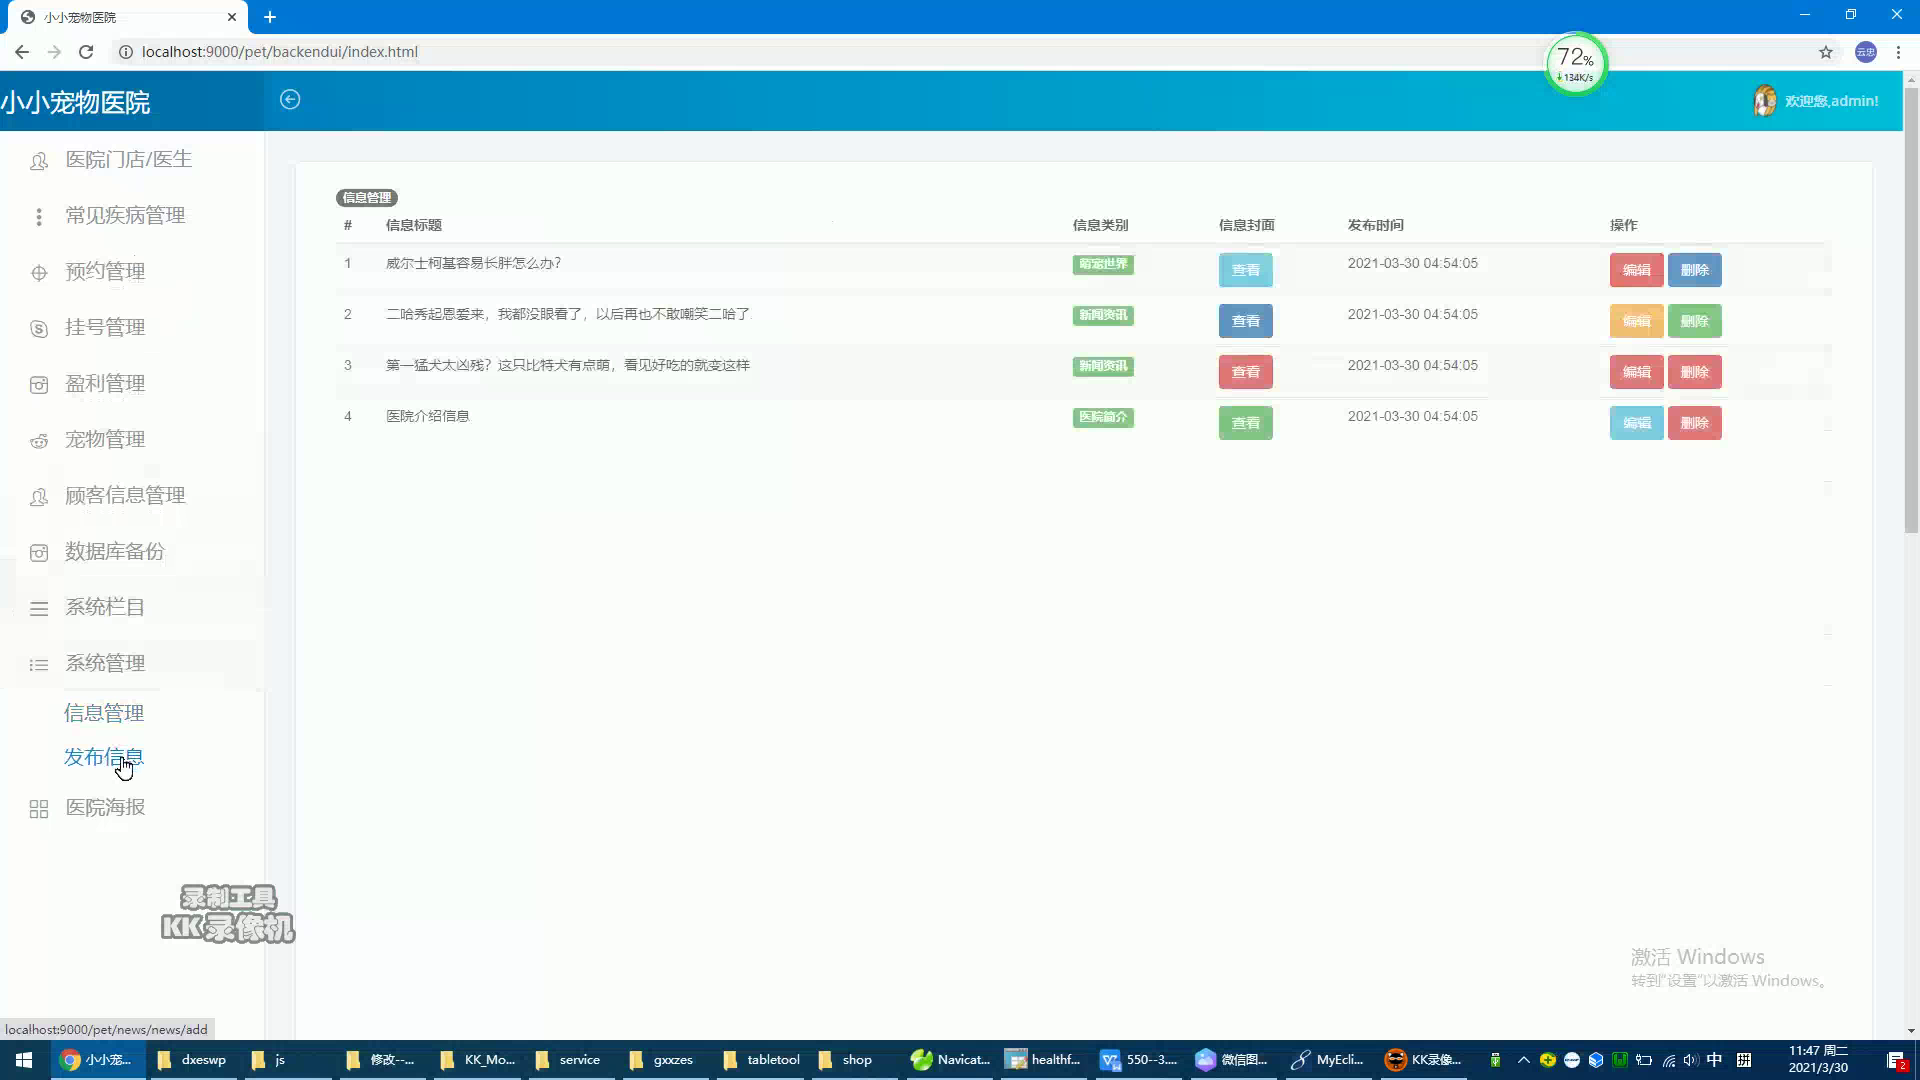 小小宠物医院
localhost:9000/pet/backendui/index.html
72%
134K/s
云忠
小小宠物医院
欢迎您,admin!
医院门店/医生
常见疾病管理
预约管理
挂号管理
盈利管理
宠物管理
顾客信息管理
数据库备份
系统栏目
系统管理
信息管理
发布信息
医院海报
信息管理
# 信息标题 信息类别 信息封面 发布时间 操作
1 威尔士柯基容易长胖怎么办? 萌宠世界 查看 2021-03-30 04:54:05 编辑 删除
2 二哈秀起恩爱来，我都没眼看了，以后再也不敢嘲笑二哈了. 新闻资讯 查看 2021-03-30 04:54:05 编辑 删除
3 第一猛犬太凶残？这只比特犬有点萌，看见好吃的就变这样 新闻资讯 查看 2021-03-30 04:54:05 编辑 删除
4 医院介绍信息 医院简介 查看 2021-03-30 04:54:05 编辑 删除
录制工具
KK录像机
激活 Windows
转到"设置"以激活 Windows。
localhost:9000/pet/news/news/add
小小宠... dxeswp js 修改--... KK_Mo... service gxxzes tabletool shop Navicat... healthf... 550--3.... 微信图... MyEcli... KK录像... 中 拼
11:47 周二
2021/3/30
2